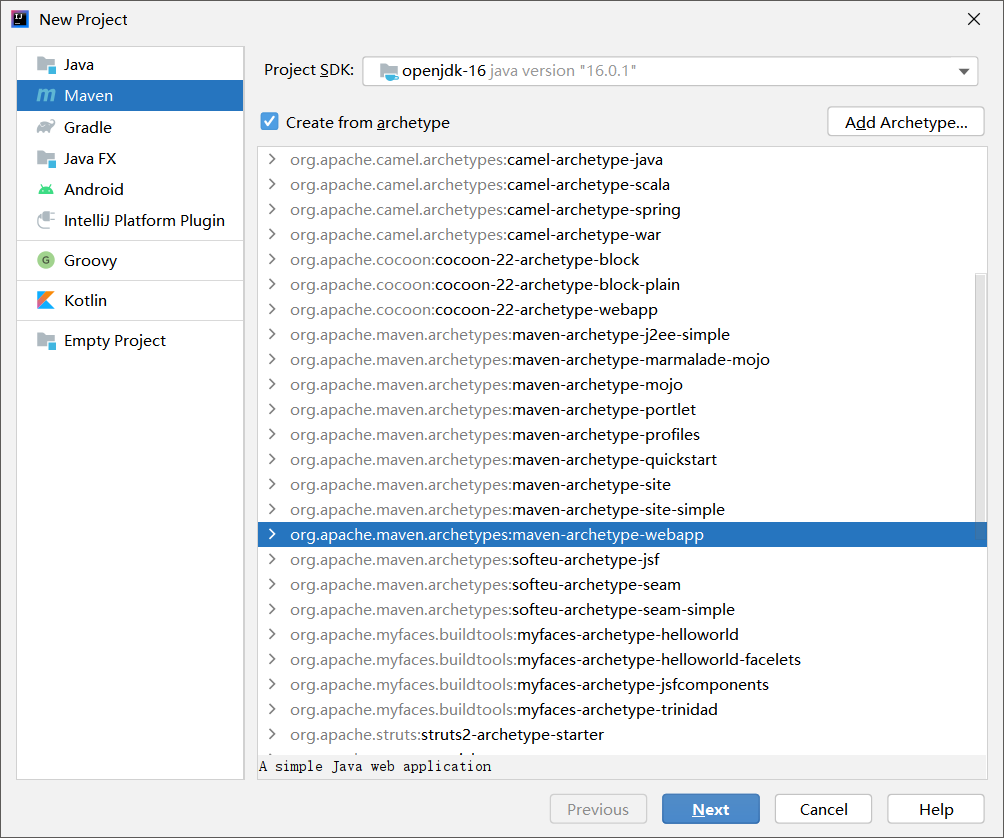 New Project
Java
Maven
Gradle
Java FX
Android
IntelliJ Platform Plugin
Groovy
Kotlin
Empty Project
Project SDK: openjdk-16 java version "16.0.1"
Create from archetype
Add Archetype...
org.apache.camel.archetypes:camel-archetype-java
org.apache.camel.archetypes:camel-archetype-scala
org.apache.camel.archetypes:camel-archetype-spring
org.apache.camel.archetypes:camel-archetype-war
org.apache.cocoon:cocoon-22-archetype-block
org.apache.cocoon:cocoon-22-archetype-block-plain
org.apache.cocoon:cocoon-22-archetype-webapp
org.apache.maven.archetypes:maven-archetype-j2ee-simple
org.apache.maven.archetypes:maven-archetype-marmalade-mojo
org.apache.maven.archetypes:maven-archetype-mojo
org.apache.maven.archetypes:maven-archetype-portlet
org.apache.maven.archetypes:maven-archetype-profiles
org.apache.maven.archetypes:maven-archetype-quickstart
org.apache.maven.archetypes:maven-archetype-site
org.apache.maven.archetypes:maven-archetype-site-simple
org.apache.maven.archetypes:maven-archetype-webapp
org.apache.maven.archetypes:softeu-archetype-jsf
org.apache.maven.archetypes:softeu-archetype-seam
org.apache.maven.archetypes:softeu-archetype-seam-simple
org.apache.myfaces.buildtools:myfaces-archetype-helloworld
org.apache.myfaces.buildtools:myfaces-archetype-helloworld-facelets
org.apache.myfaces.buildtools:myfaces-archetype-jsfcomponents
org.apache.myfaces.buildtools:myfaces-archetype-trinidad
org.apache.struts:struts2-archetype-starter
A simple Java web application
Previous
Next
Cancel
Help